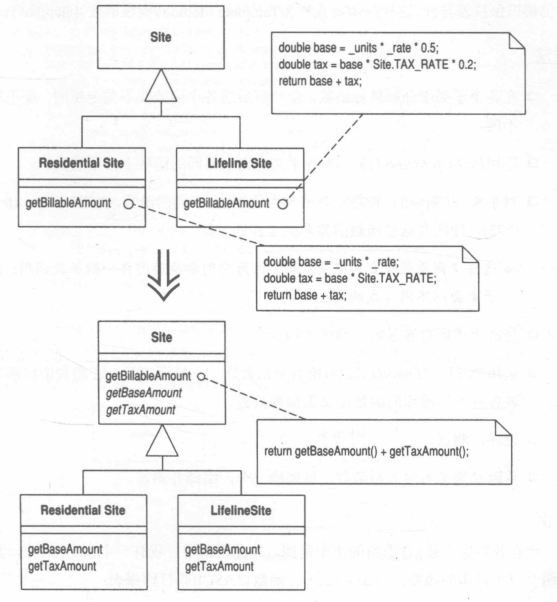 Site
double base = _units * _rate * 0.5;
double tax = base * Site.TAX_RATE * 0.2;
return base + tax;
Residential Site
getBillableAmount
Lifeline Site
getBillableAmount
double base = _units * _rate;
double tax = base * Site.TAX_RATE;
return base + tax;
Site
getBillableAmount
getBaseAmount
getTaxAmount
return getBaseAmount() + getTaxAmount();
Residential Site
getBaseAmount
getTaxAmount
LifelineSite
getBaseAmount
getTaxAmount